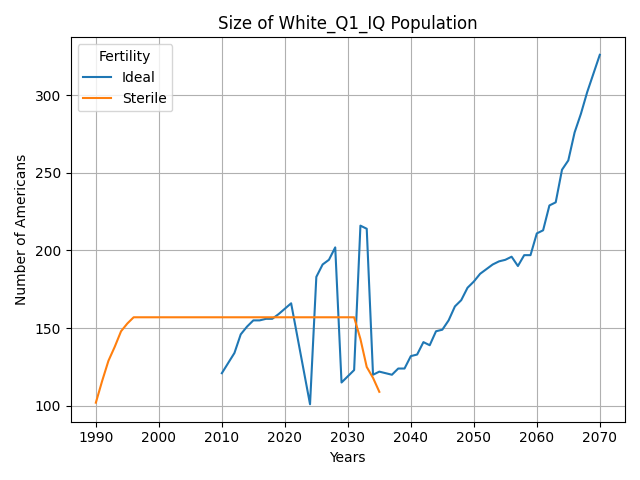 Size of White_Q1_IQ Population
Fertility
Ideal
Sterile
Number of Americans
300
250
200
150
100
1990 2000 2010 2020 2030 2040 2050 2060 2070
Years